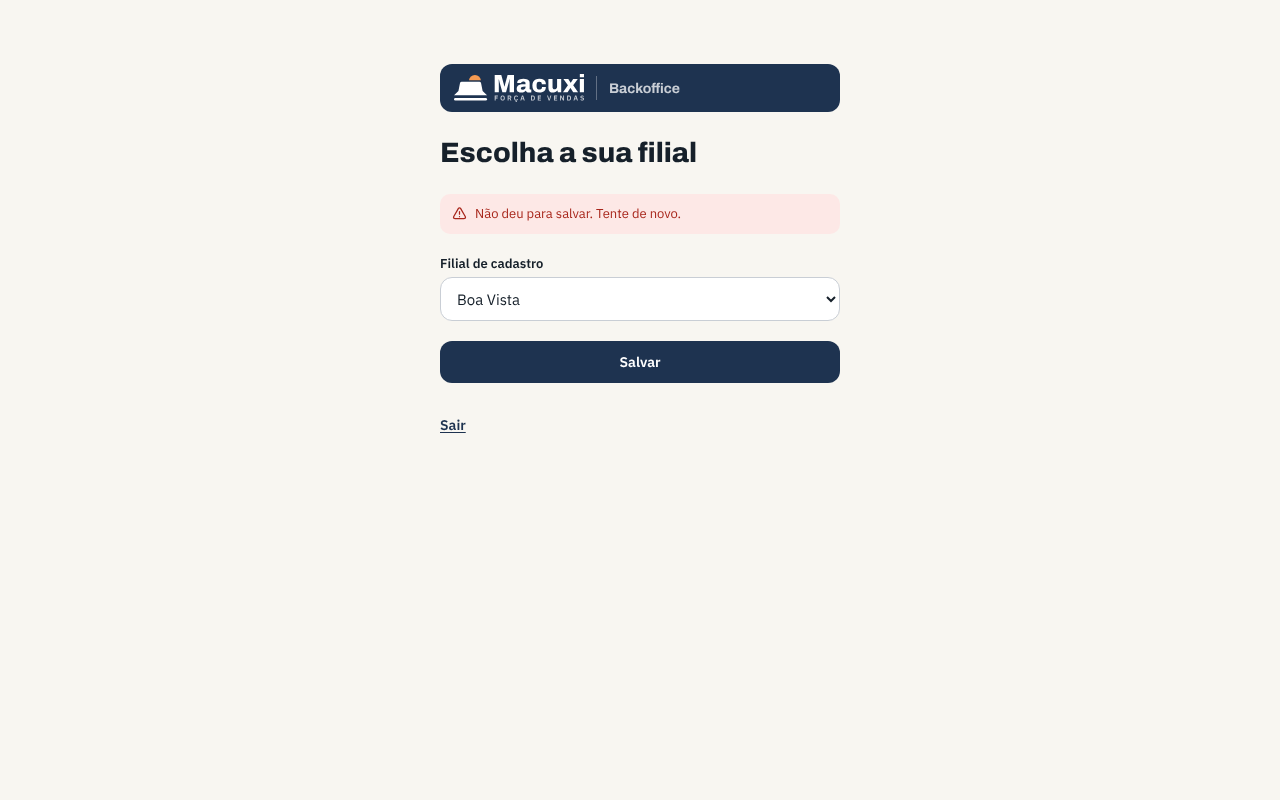 Macuxi
FORÇA DE VENDAS
Backoffice
Escolha a sua filial
Não deu para salvar. Tente de novo.
Filial de cadastro
Boa Vista
Salvar
Sair